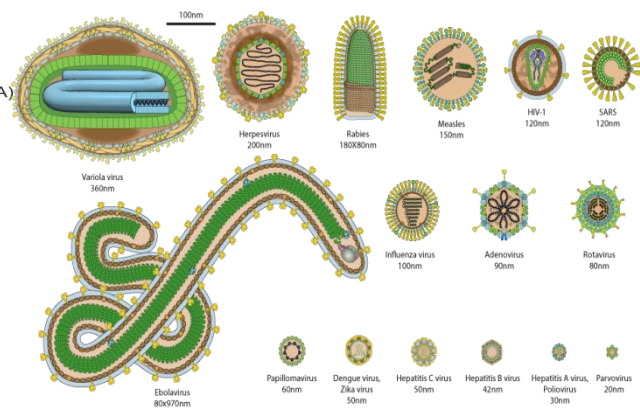 100nm
A)
Variola virus
360nm
Herpesvirus
200nm
Rabies
180X80nm
Measles
150nm
HIV-1
120nm
SARS
120nm
Influenza virus
100nm
Adenovirus
90nm
Rotavirus
80nm
Ebolavirus
80x970nm
Papillomavirus
60nm
Dengue virus,
Zika virus
50nm
Hepatitis C virus
50nm
Hepatitis B virus
42nm
Hepatitis A virus,
Poliovirus
30nm
Parvovirus
20nm